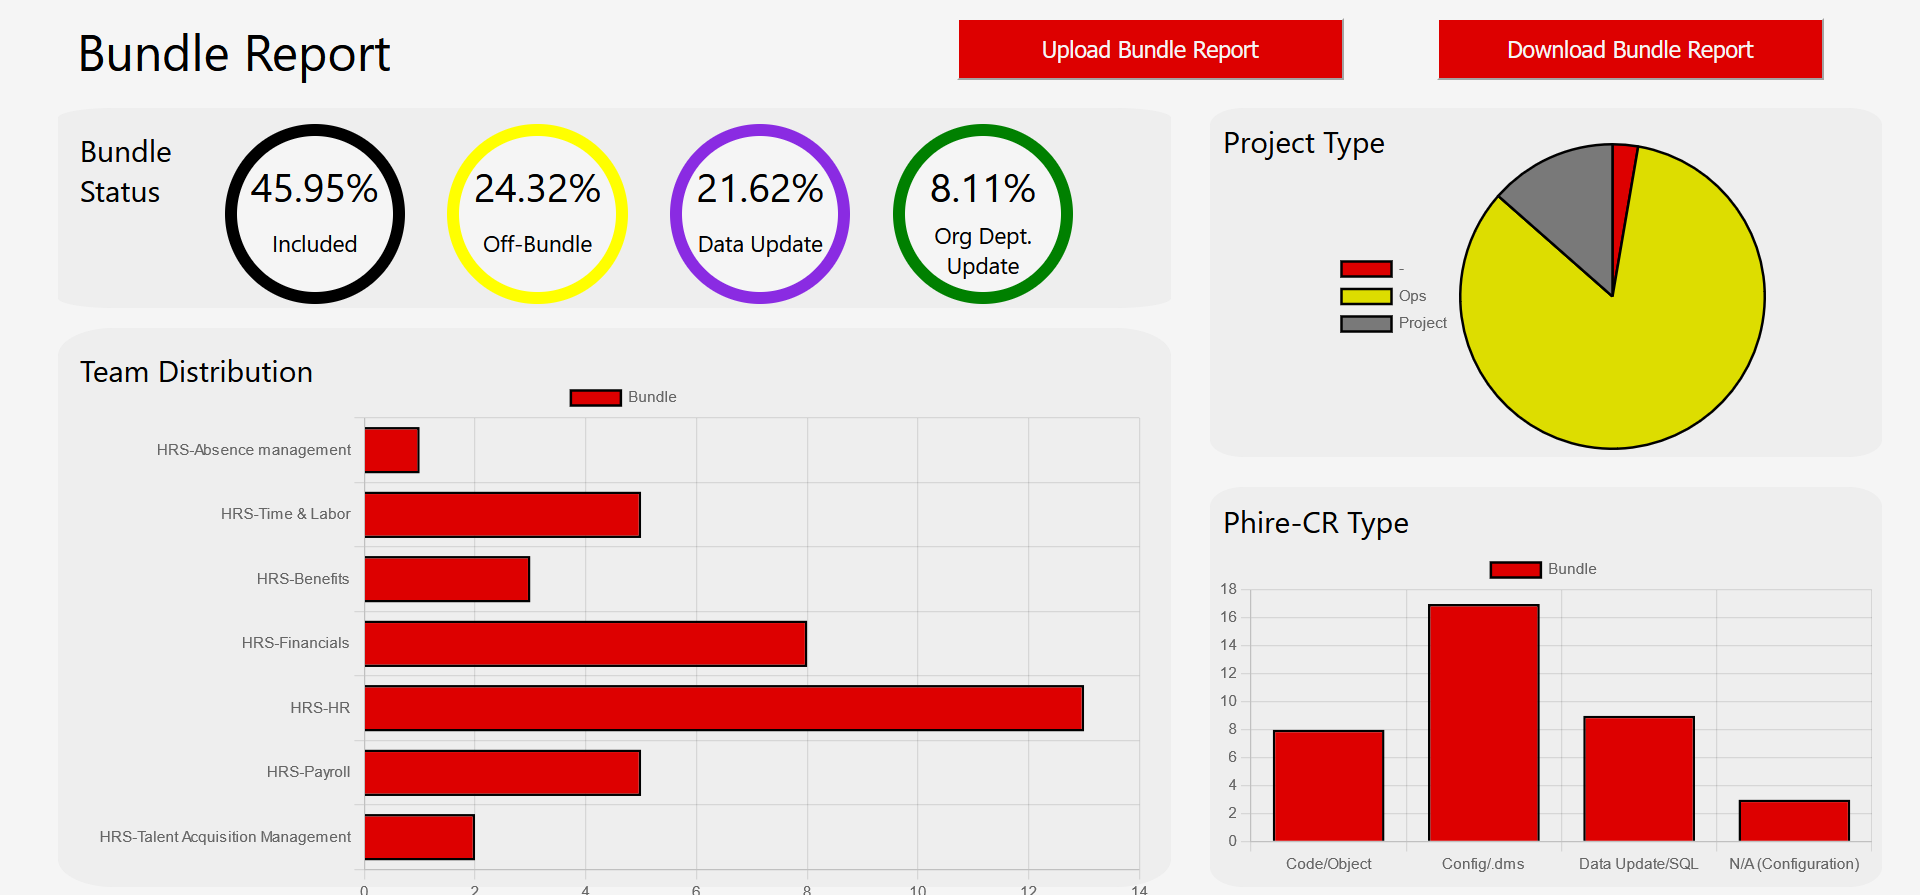 Bundle Report
Upload Bundle Report
Download Bundle Report
Bundle
Status
45.95%
Included
24.32%
Off-Bundle
21.62%
Data Update
8.11%
Org Dept.
Update
Project Type
-
Ops
Project
Team Distribution
Bundle
HRS-Absence management
HRS-Time & Labor
HRS-Benefits
HRS-Financials
HRS-HR
HRS-Payroll
HRS-Talent Acquisition Management
0 2 4 6 8 10 12 14
Phire-CR Type
Bundle
18
16
14
12
10
8
6
4
2
0
Code/Object Config/.dms Data Update/SQL N/A (Configuration)